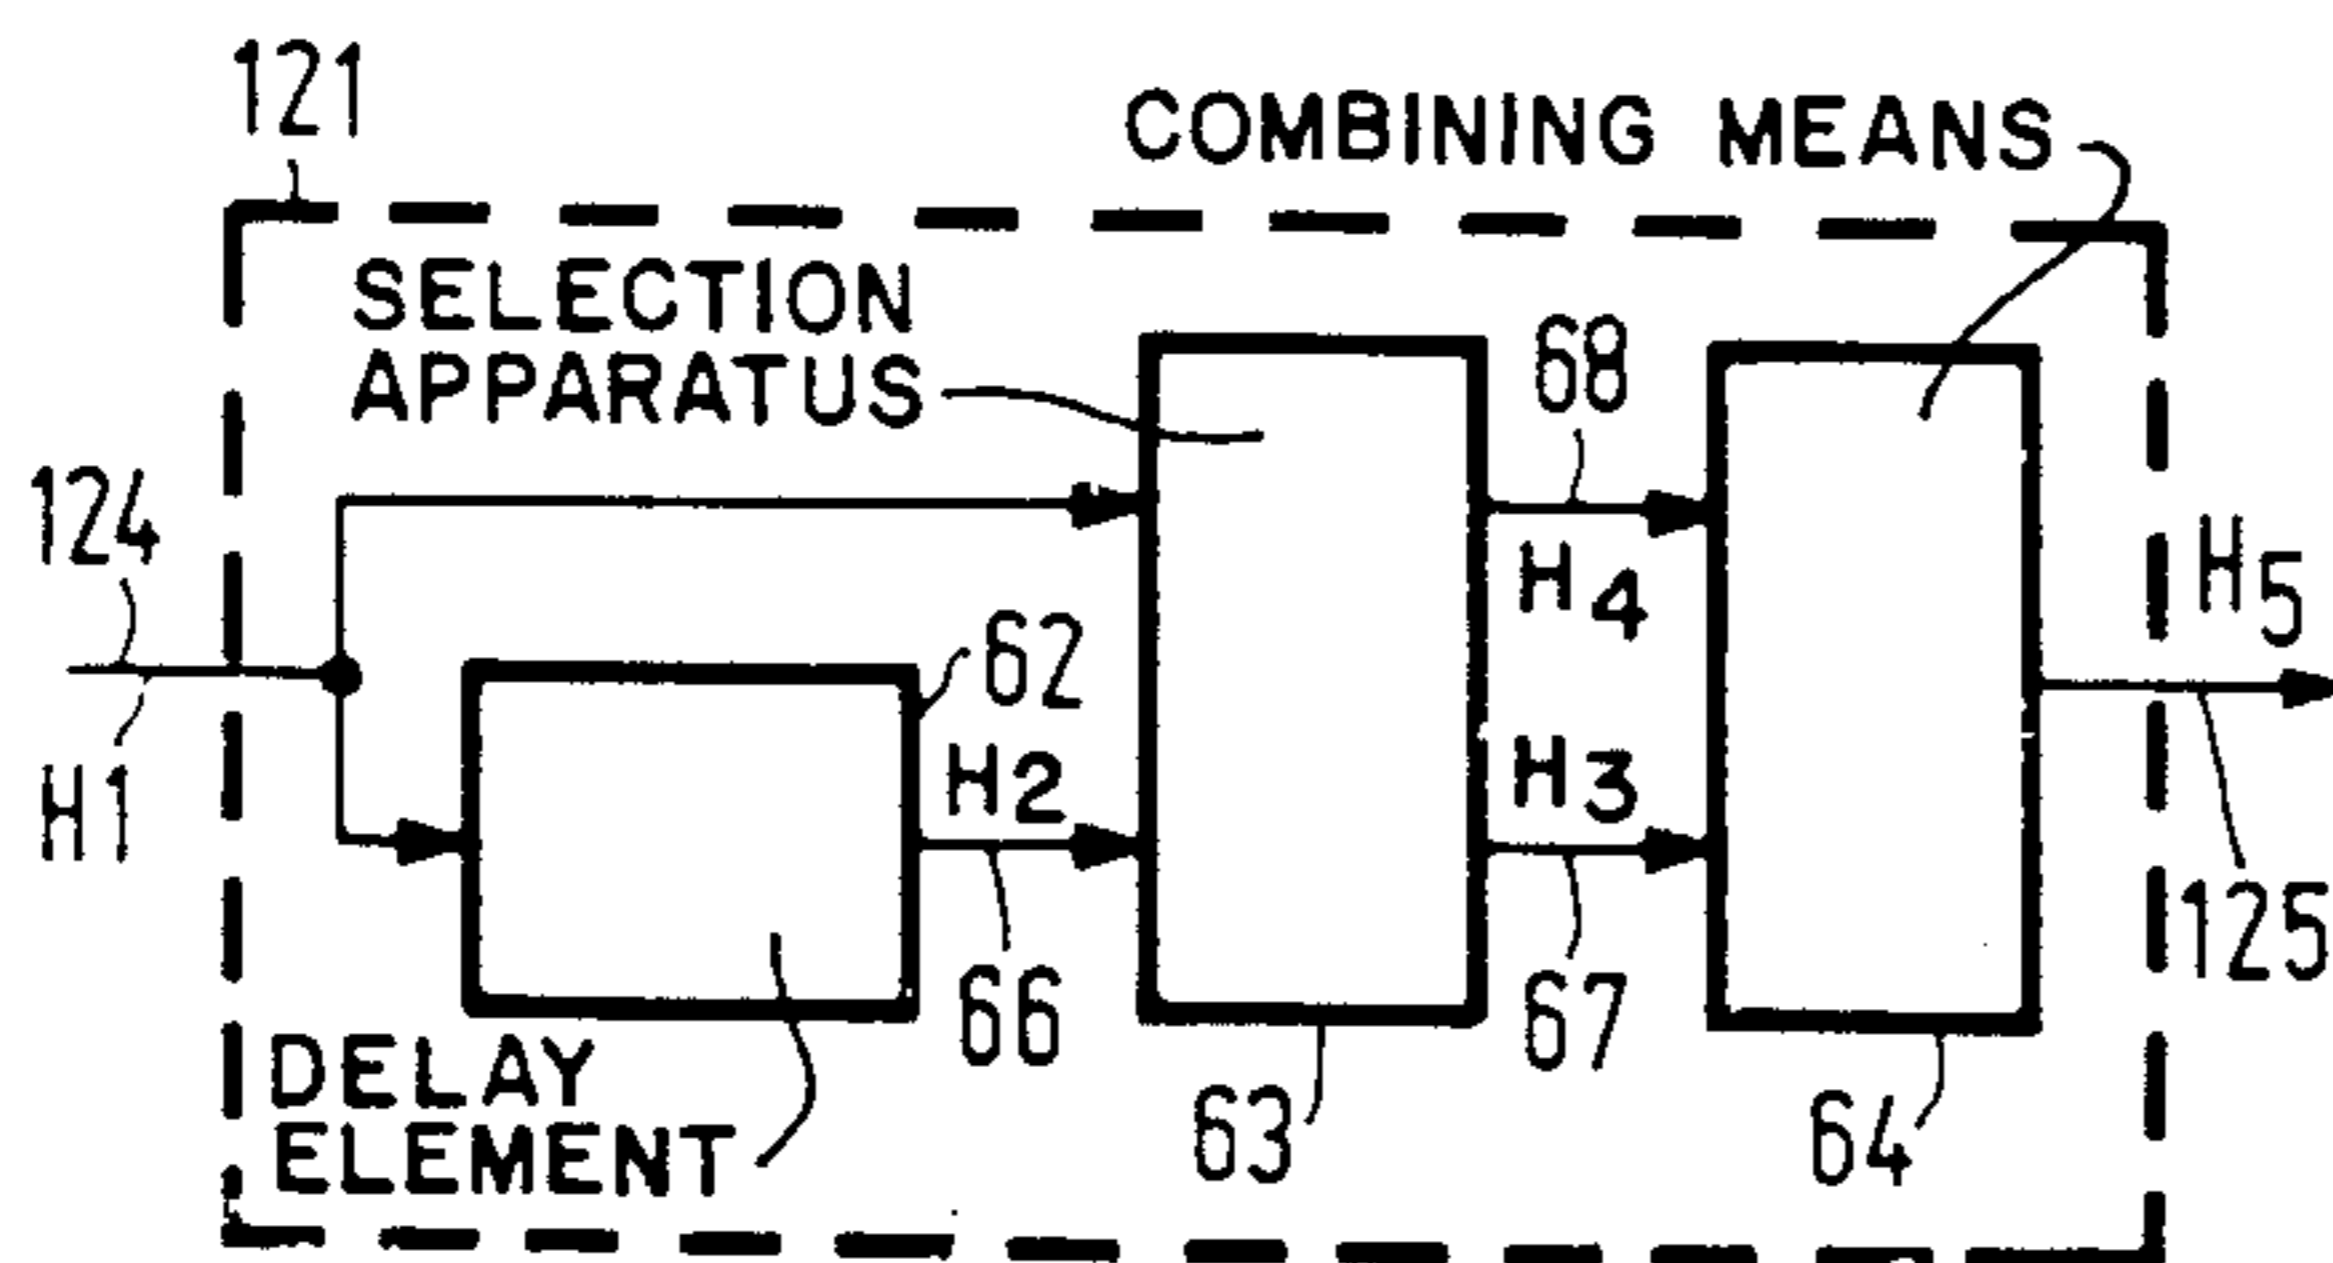 121
COMBINING MEANS
SELECTION
APPARATUS
68
124
H4
H5
62
H1
H2
H3
66
67
125
DELAY
ELEMENT
63
64